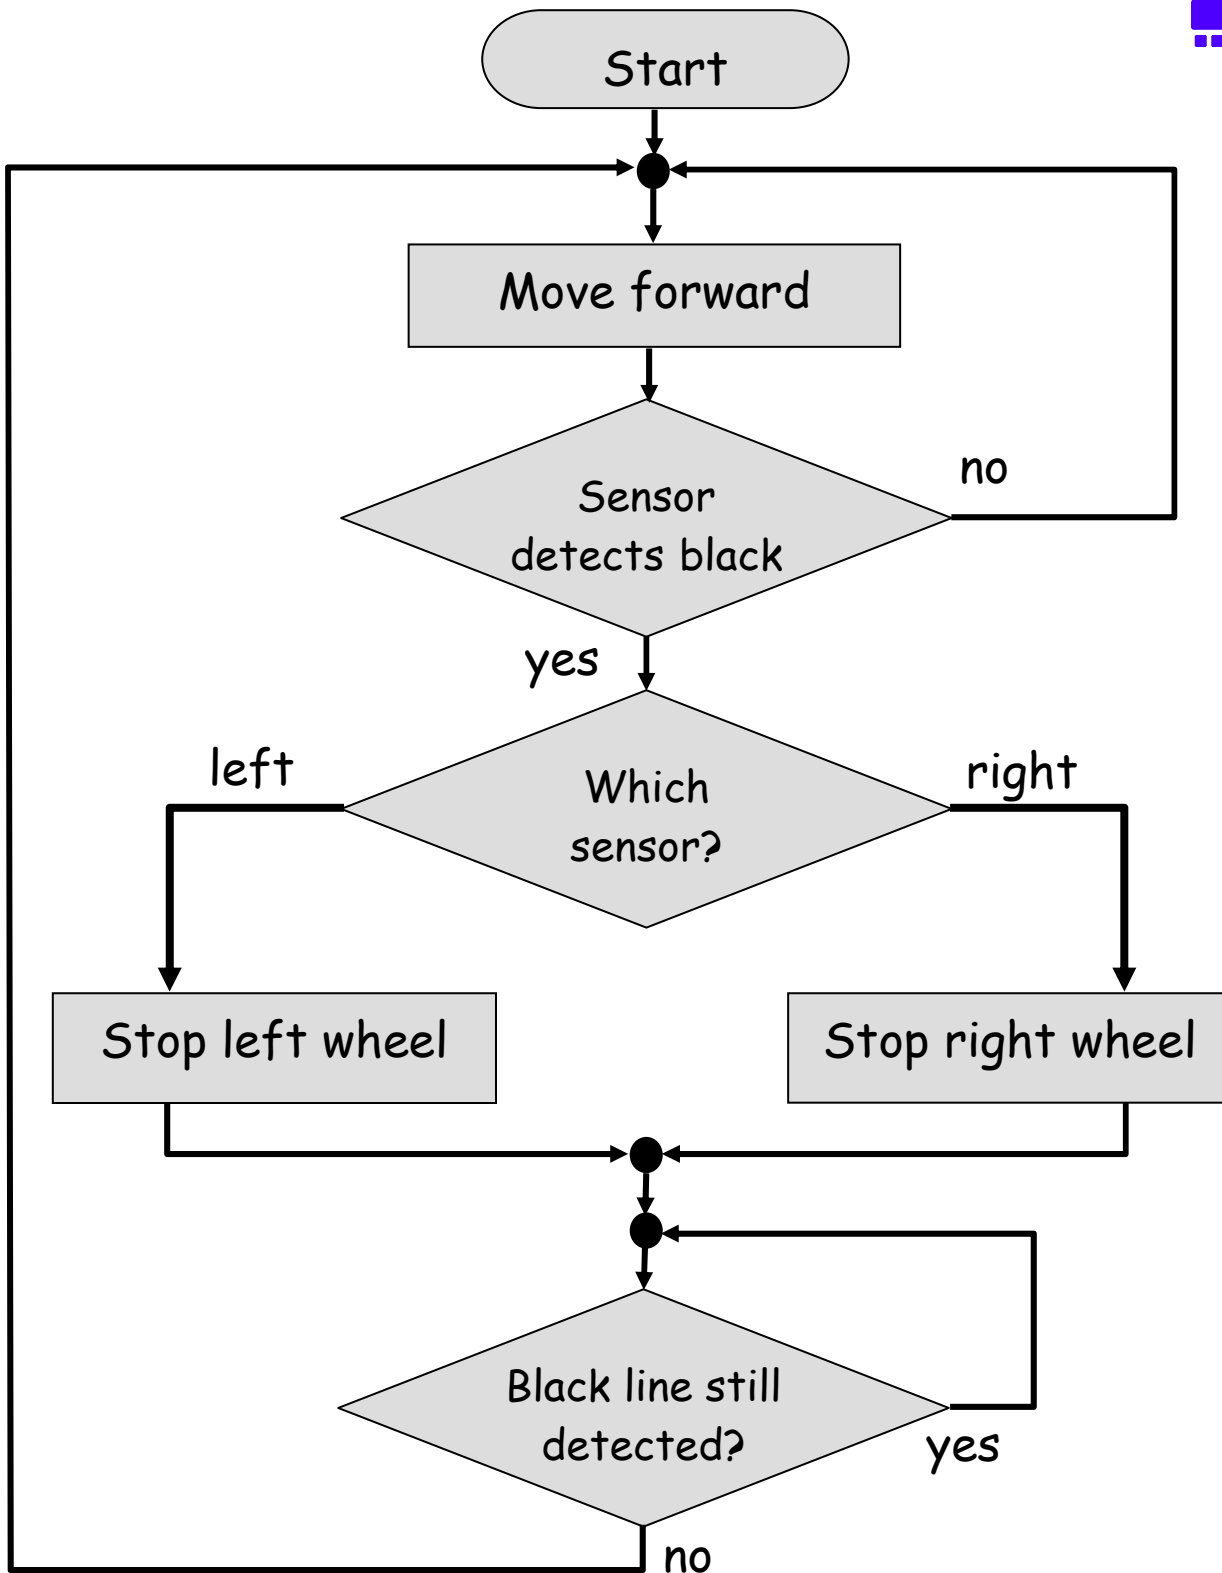 Start
Move forward
no
Sensor
detects black
yes
left
Which
sensor?
right
Stop left wheel
Stop right wheel
Black line still
detected?
yes
no